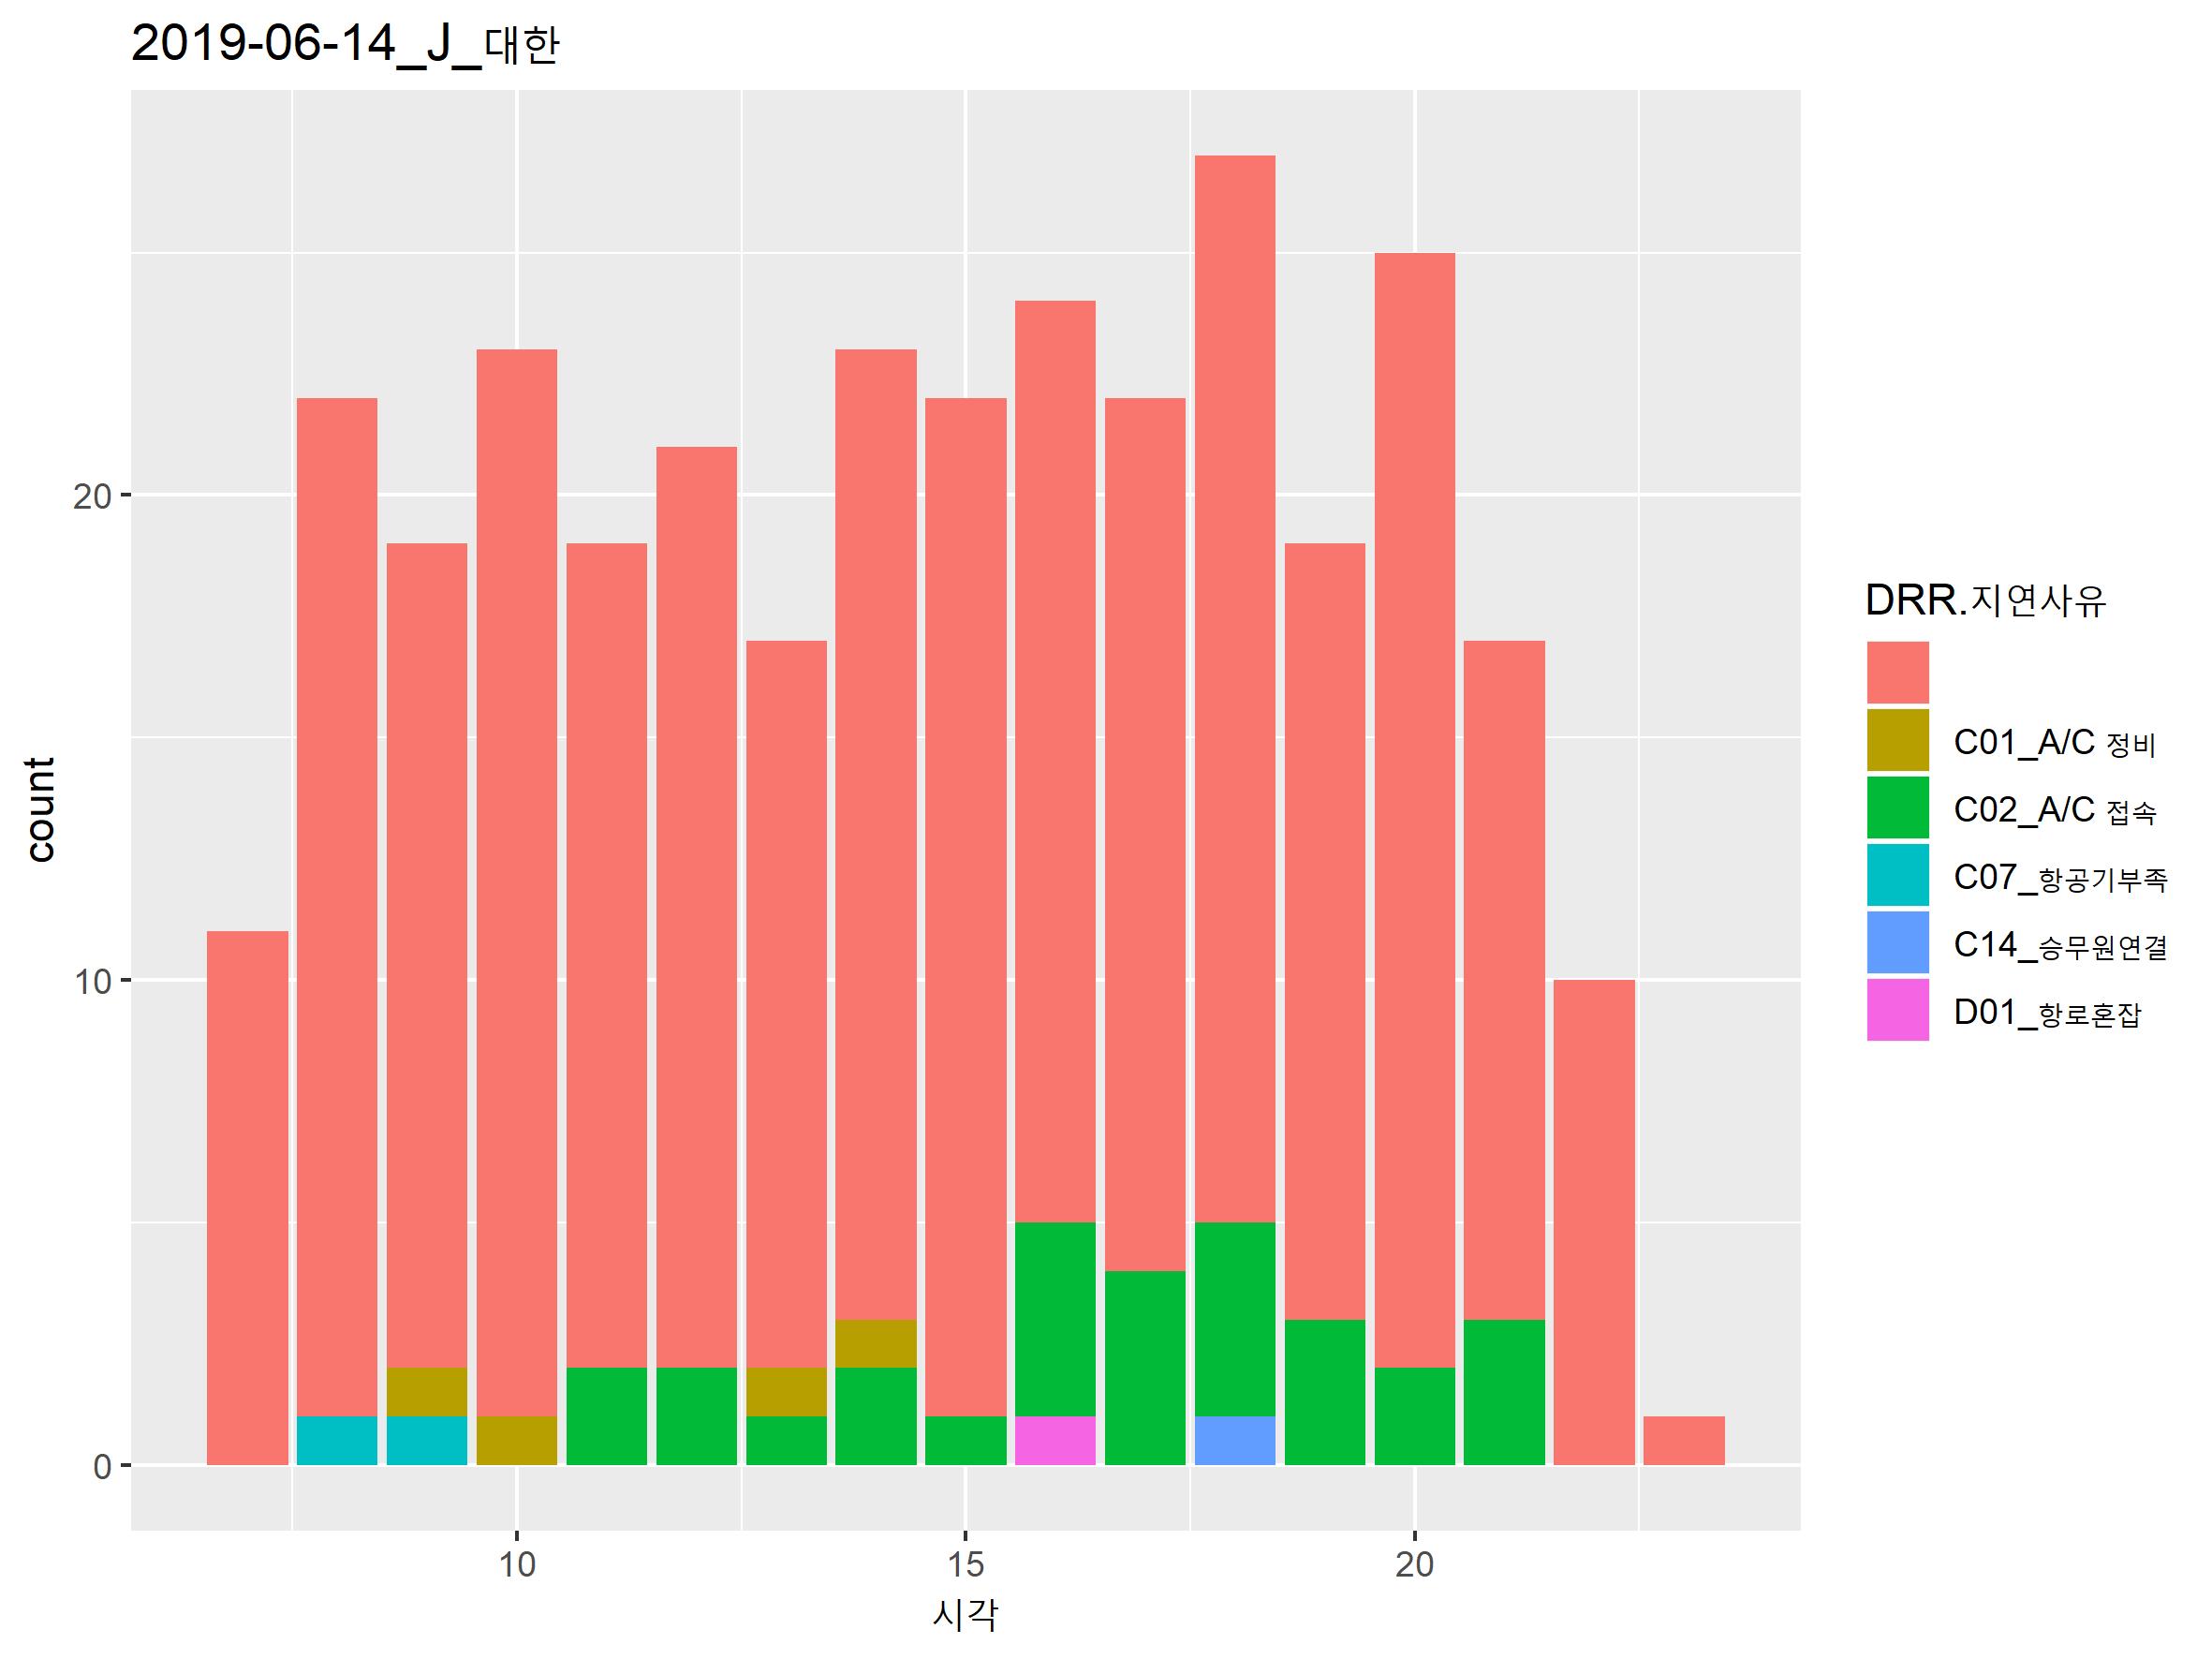 2019-06-14_J_대한
count
20
10
0
10
15
20
시각
DRR.지연사유
C01_A/C 정비
C02_A/C 접속
C07_항공기부족
C14_승무원연결
D01_항로혼잡